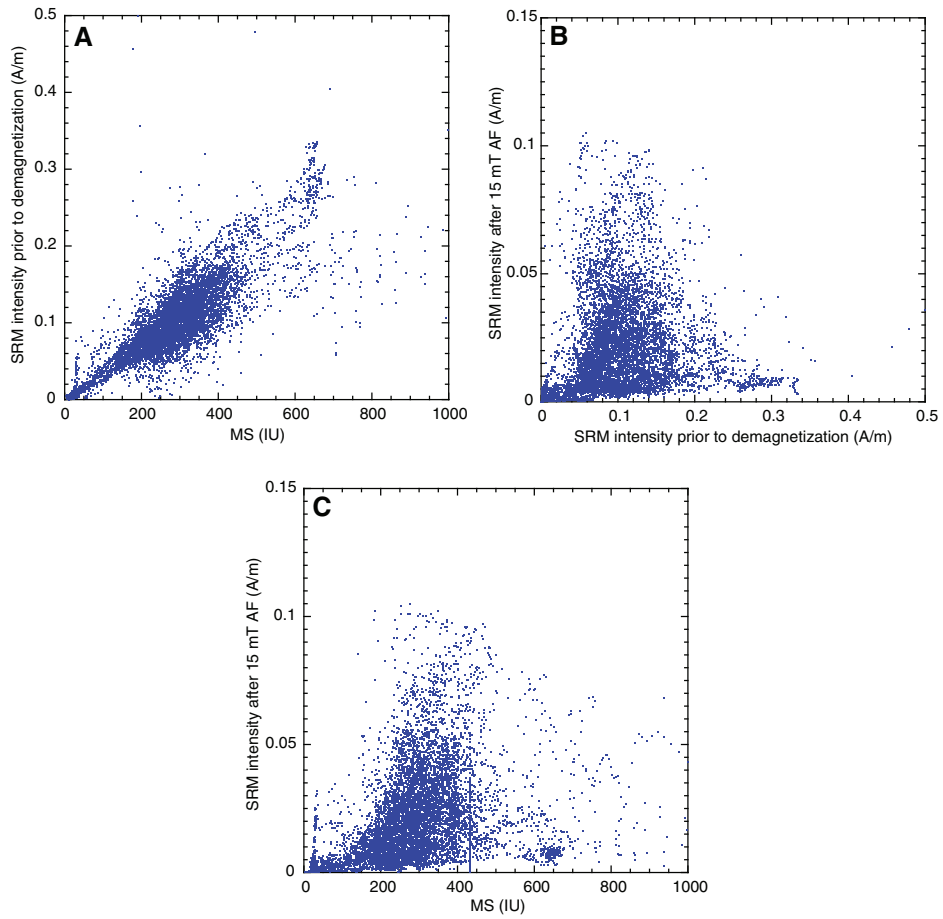 A
0.5
0.4
0.3
0.2
0.1
0
SRM intensity prior to demagnetization (A/m)
0 200 400 600 800 1000
MS (IU)
B
0.15
0.1
0.05
0
SRM intensity after 15 mT AF (A/m)
0 0.1 0.2 0.3 0.4 0.5
SRM intensity prior to demagnetization (A/m)
C
0.15
0.1
0.05
0
SRM intensity after 15 mT AF (A/m)
0 200 400 600 800 1000
MS (IU)